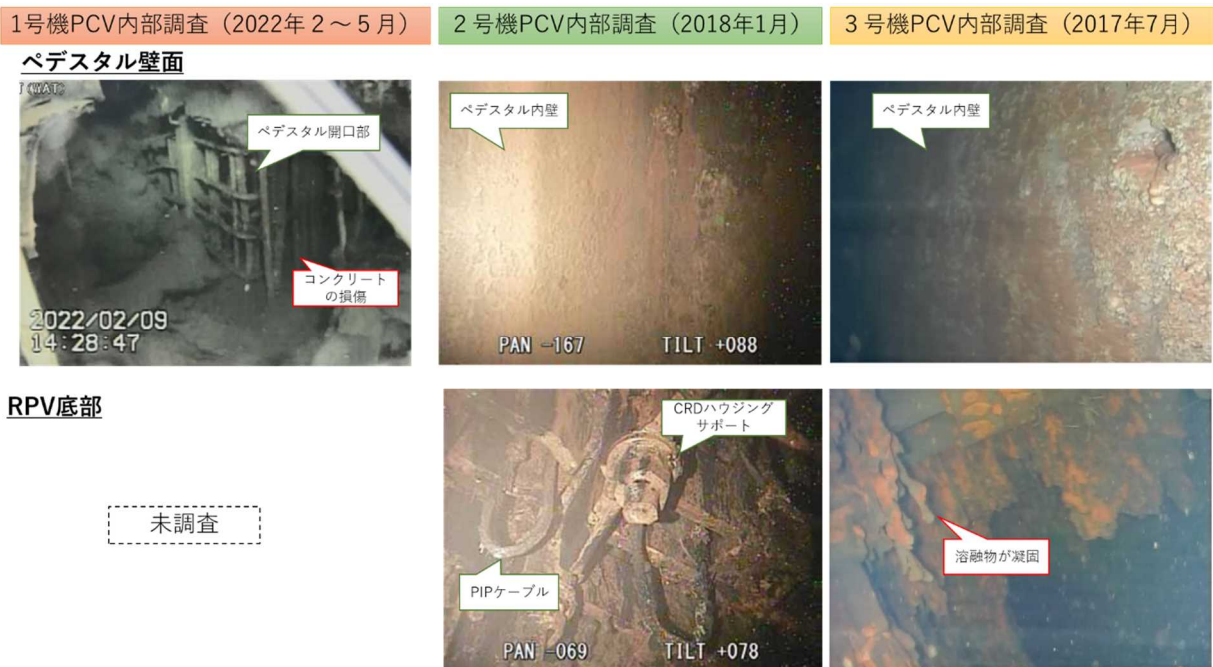 1号機PCV内部調査（2022年２～５月）
２号機PCV内部調査（2018年1月）
３号機PCV内部調査（2017年7月）
ペデスタル壁面
ペデスタル開口部
コンクリート
の損傷
2022/02/09
14:28:47
ペデスタル内壁
PAN -167 TILT +088
ペデスタル内壁
RPV底部
未調査
CRDハウジング
サポート
PIPケーブル
PAN -069 TILT +078
溶融物が凝固